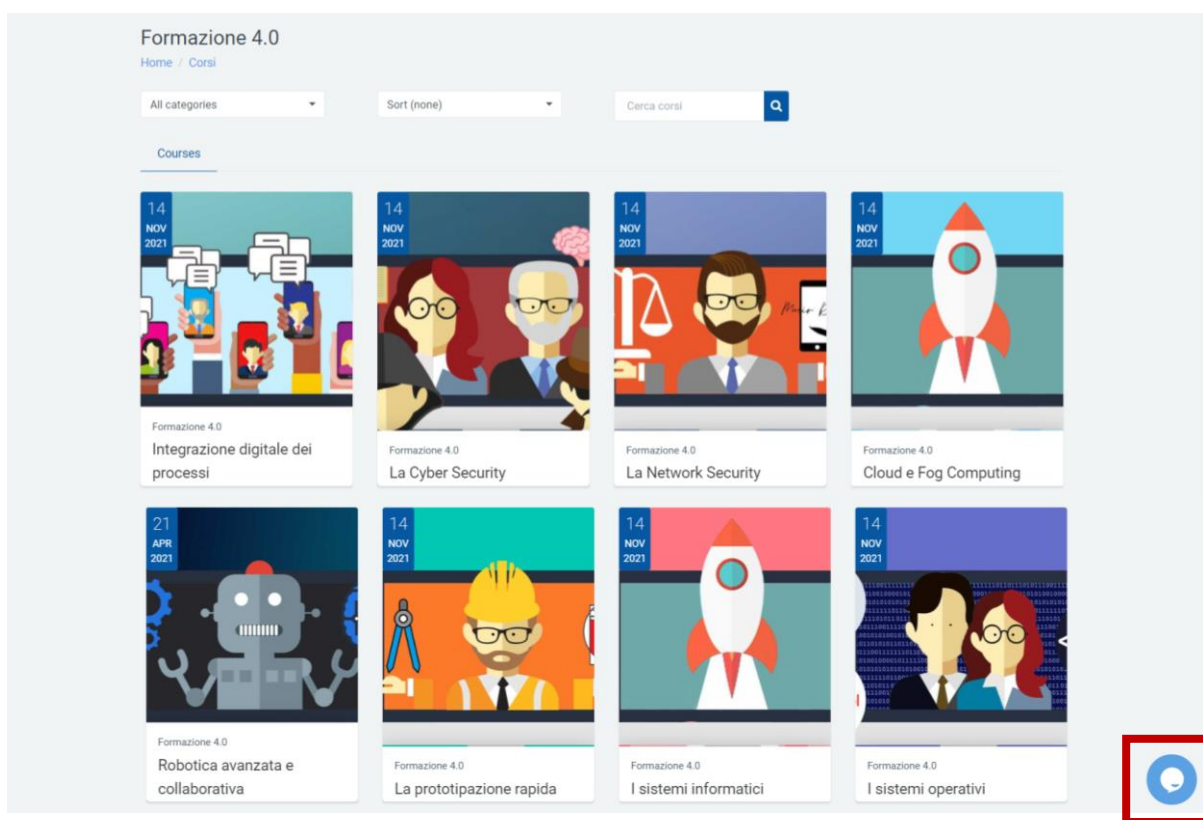 Formazione 4.0
Home / Corsi
All categories
Sort (none)
Cerca corsi
Courses
14
NOV
2021
Formazione 4.0
Integrazione digitale dei
processi
14
NOV
2021
Formazione 4.0
La Cyber Security
14
NOV
2021
Formazione 4.0
La Network Security
14
NOV
2021
Formazione 4.0
Cloud e Fog Computing
21
APR
2021
Formazione 4.0
Robotica avanzata e
collaborativa
14
NOV
2021
Formazione 4.0
La prototipazione rapida
14
NOV
2021
Formazione 4.0
I sistemi informatici
14
NOV
2021
Formazione 4.0
I sistemi operativi